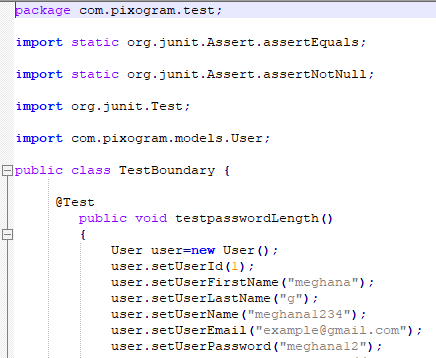 package com.pixogram.test;
import static org.junit.Assert.assertEquals;
import static org.junit.Assert.assertNotNull;
import org.junit.Test;
import com.pixogram.models.User;
public class TestBoundary {
@Test
public void testpasswordLength()
{
User user=new User();
user.setUserId(1);
user.setUserFirstName("meghana");
user.setUserLastName("g");
user.setUserName("meghana1234");
user.setUserEmail("example@gmail.com");
user.setUserPassword("meghana12");